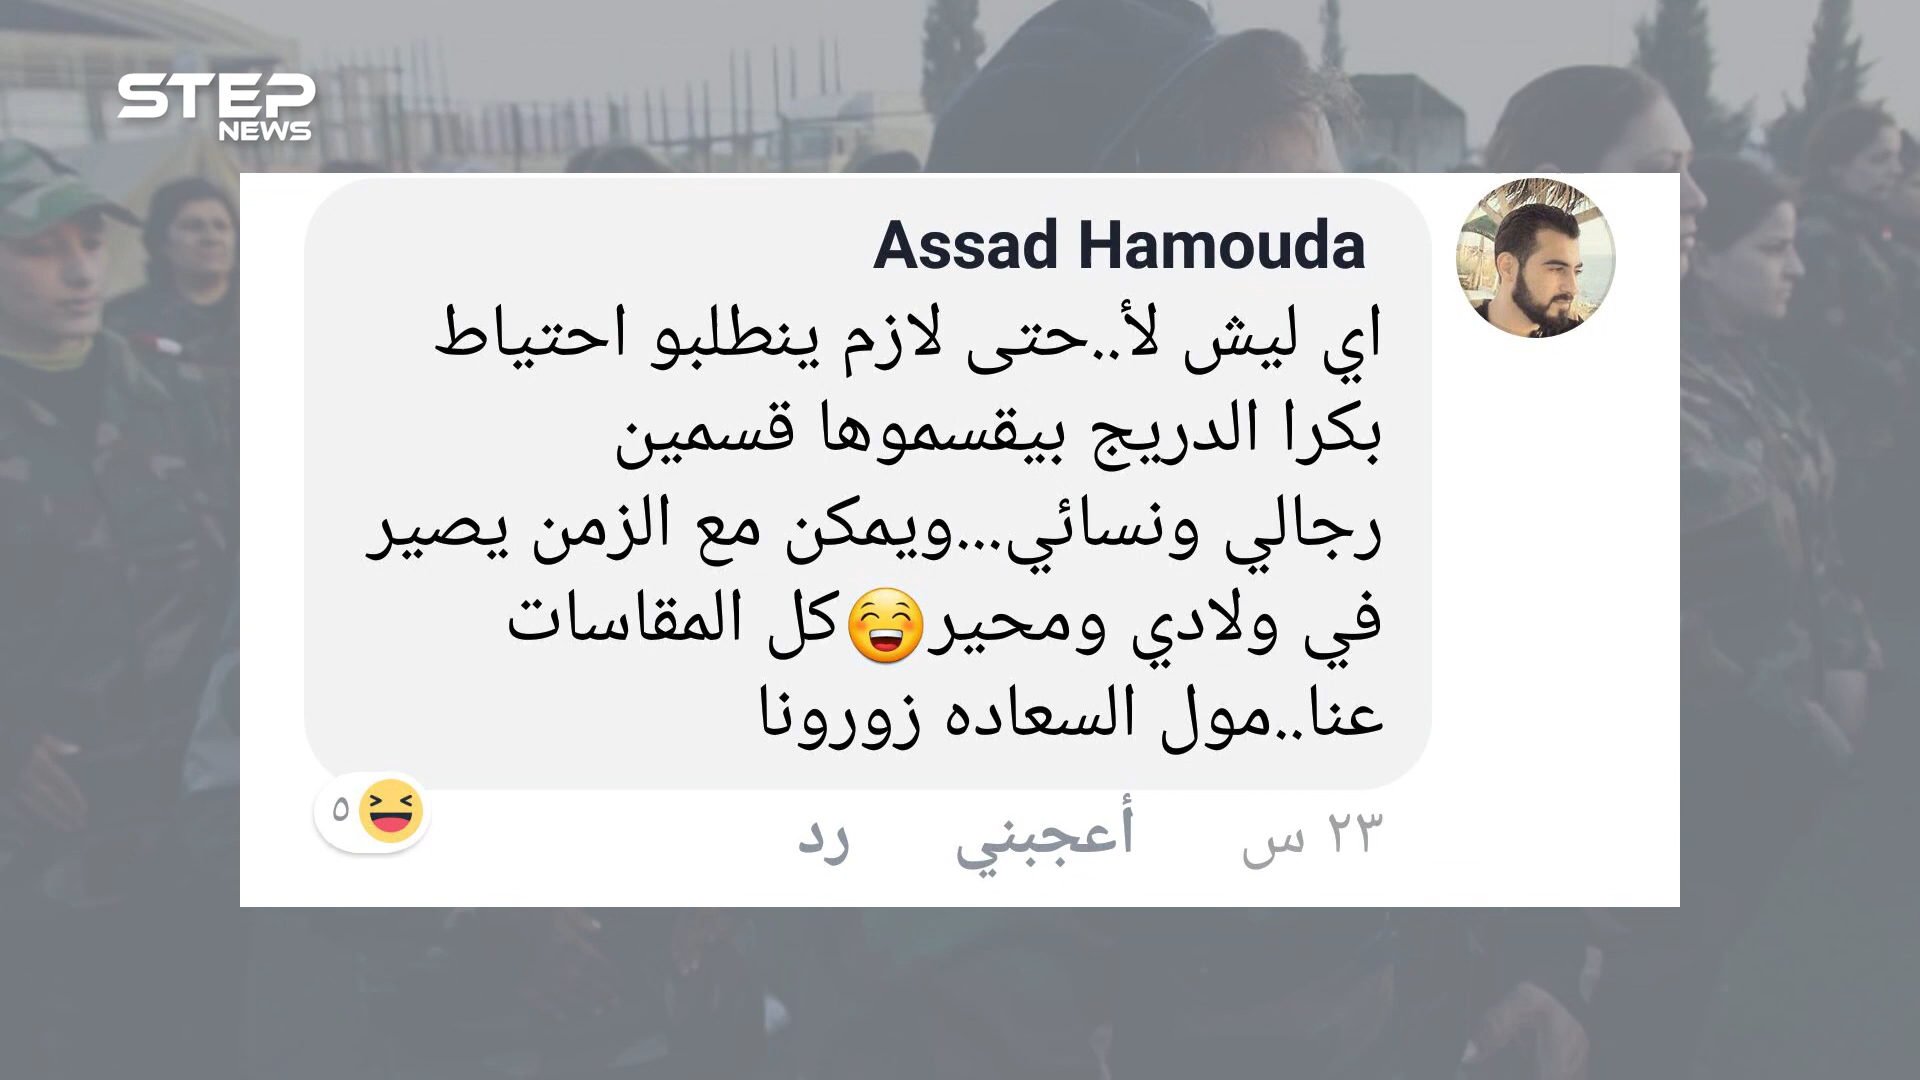 STEP
NEWS
Assad Hamouda
اي ليش لأ..حتى لازم ينطلبو احتياط
بكرا الدريج بيقسموها قسمين
رجالي ونسائي...ويمكن مع الزمن يصير
في ولادي ومحير😁كل المقاسات
عنا..مول السعاده زورونا
٢٣ س أعجبني رد ٥